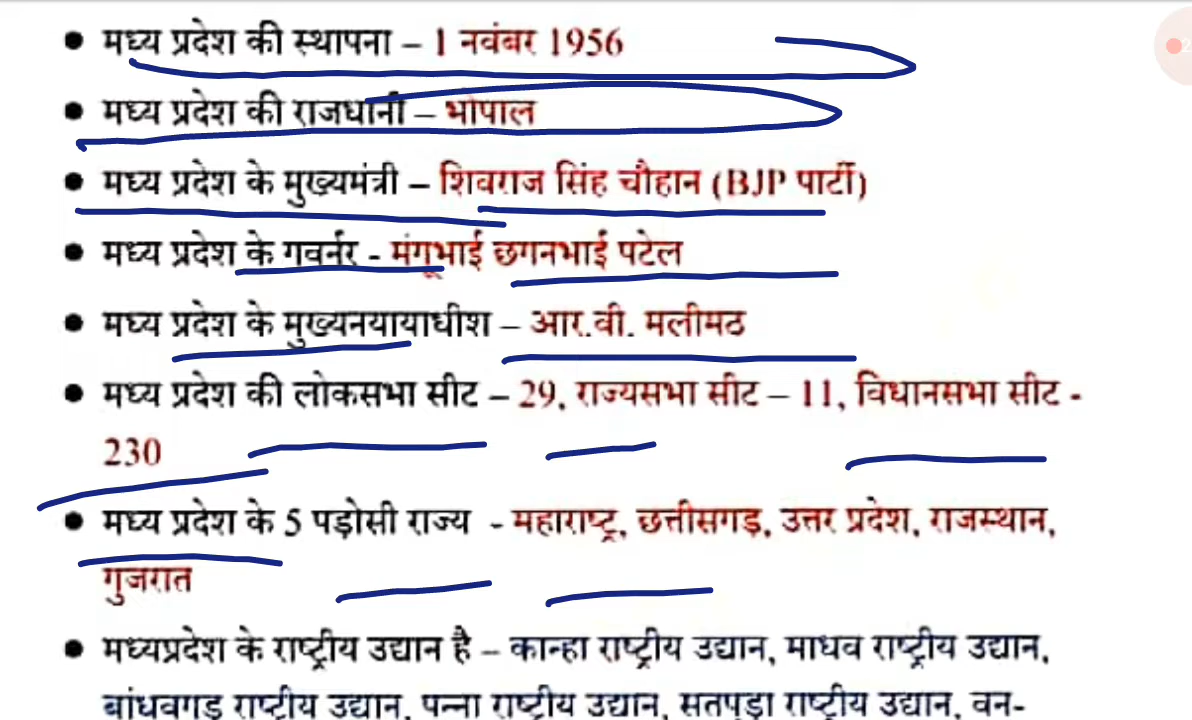 • मध्य प्रदेश की स्थापना – 1 नवंबर 1956
• मध्य प्रदेश की राजधानी – भोपाल
• मध्य प्रदेश के मुख्यमंत्री – शिवराज सिंह चौहान (BJP पार्टी)
• मध्य प्रदेश के गवर्नर - मंगूभाई छगनभाई पटेल
• मध्य प्रदेश के मुख्यनयायाधीश – आर.वी. मलीमठ
• मध्य प्रदेश की लोकसभा सीट – 29, राज्यसभा सीट – 11, विधानसभा सीट -
230
• मध्य प्रदेश के 5 पड़ोसी राज्य - महाराष्ट्र, छत्तीसगड़, उत्तर प्रदेश, राजस्थान,
गुजरात
• मध्यप्रदेश के राष्ट्रीय उद्यान है – कान्हा राष्ट्रीय उद्यान, माधव राष्ट्रीय उद्यान,
बांधवगड़ राष्ट्रीय उद्यान, पन्ना राष्ट्रीय उद्यान, सतपुड़ा राष्ट्रीय उद्यान, वन-